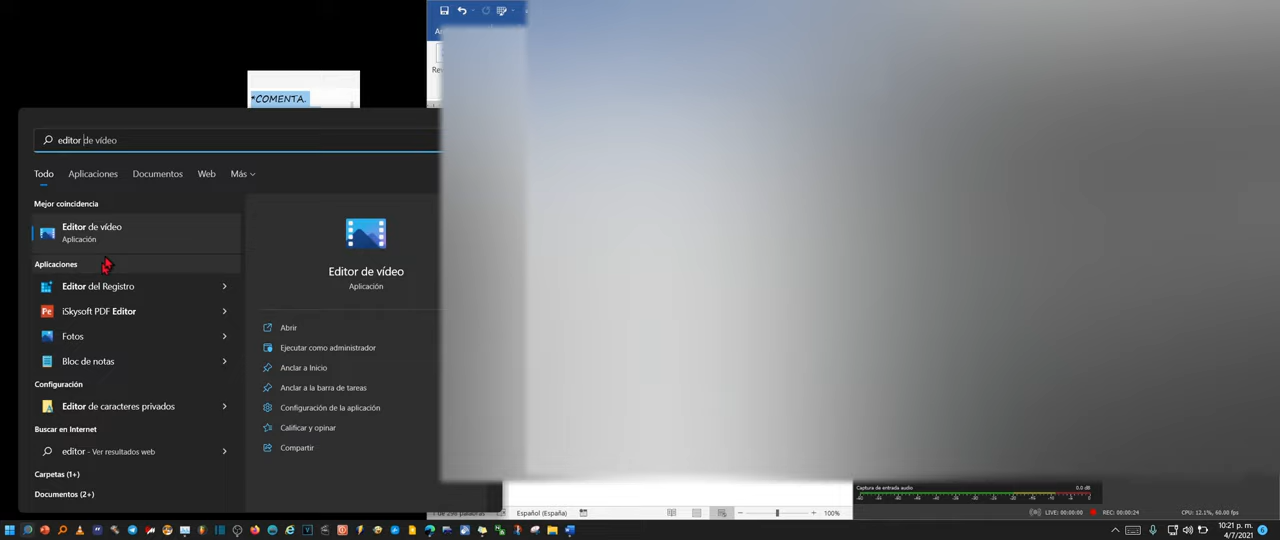 *COMENTA.
editor de vídeo
Todo Aplicaciones Documentos Web Más
Mejor coincidencia
Editor de vídeo
Aplicación
Aplicaciones
Editor del Registro
iSkysoft PDF Editor
Fotos
Bloc de notas
Configuración
Editor de caracteres privados
Buscar en Internet
editor - Ver resultados web
Carpetas (1+)
Documentos (2+)
Editor de vídeo
Aplicación
Abrir
Ejecutar como administrador
Anclar a Inicio
Anclar a la barra de tareas
Configuración de la aplicación
Calificar y opinar
Compartir
Español (España)
100%
Captura de entrada audio
0.0 dB
LIVE: 00:00:00
REC: 00:00:24
CPU: 12.1%, 60.00 fps
10:21 p. m.
4/7/2021
6